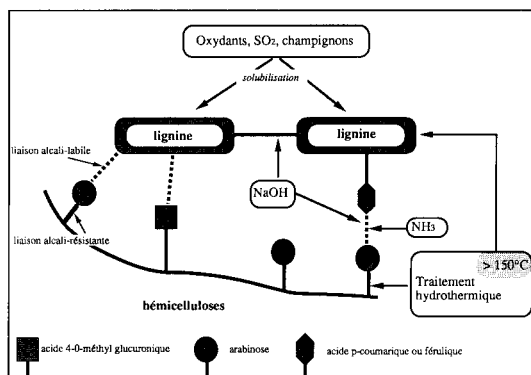 Oxydants, SO2, champignons
solubilisation
lignine
lignine
liaison alcali-labile
NaOH
NH3
liaison alcali-résistante
> 150°C
Traitement
hydrothermique
hémicelluloses
acide 4-0-méthyl glucuronique
arabinose
acide p-coumarique ou férulique